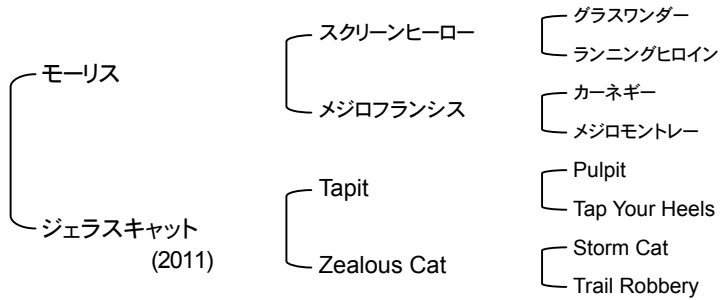 モーリス
ジェラスキャット
(2011)
スクリーンヒーロー
メジロフランシス
Tapit
Zealous Cat
グラスワンダー
ランニングヒロイン
カーネギー
メジロモントレー
Pulpit
Tap Your Heels
Storm Cat
Trail Robbery